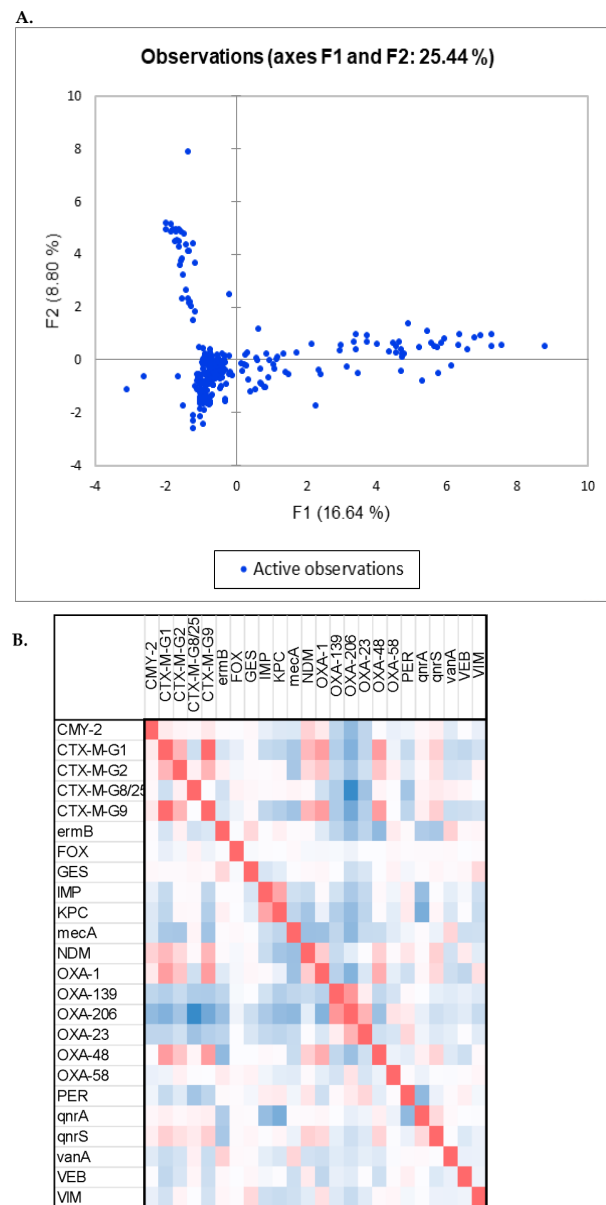 A.
Observations (axes F1 and F2: 25.44 %)
10
8
6
4
2
0
-2
-4
-4 -2 0 2 4 6 8 10
F2 (8.80 %)
F1 (16.64 %)
Active observations
B.
CMY-2
CTX-M-G1
CTX-M-G2
CTX-M-G8/25
CTX-M-G9
ermB
FOX
GES
IMP
KPC
mecA
NDM
OXA-1
OXA-139
OXA-206
OXA-23
OXA-48
OXA-58
PER
qnrA
qnrS
vanA
VEB
VIM
CMY-2
CTX-M-G1
CTX-M-G2
CTX-M-G8/25
CTX-M-G9
ermB
FOX
GES
IMP
KPC
mecA
NDM
OXA-1
OXA-139
OXA-206
OXA-23
OXA-48
OXA-58
PER
qnrA
qnrS
vanA
VEB
VIM